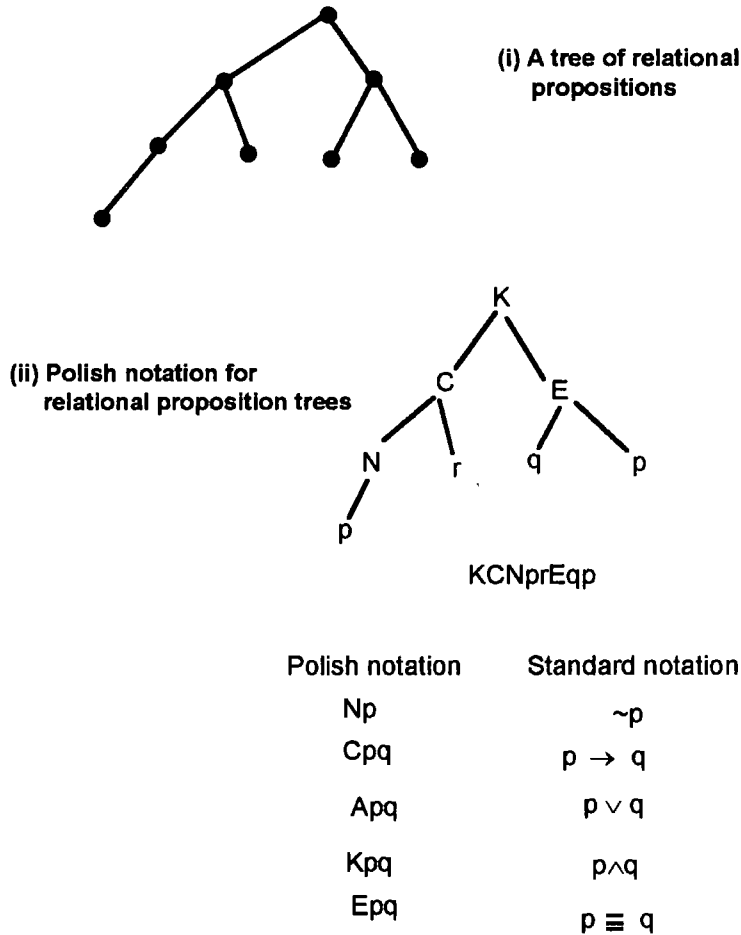 (i) A tree of relational
propositions
(ii) Polish notation for
relational proposition trees
K
C E
N r q p
p
KCNprEqp
Polish notation Standard notation
Np ~p
Cpq p → q
Apq p ∨ q
Kpq p∧q
Epq p ≡ q